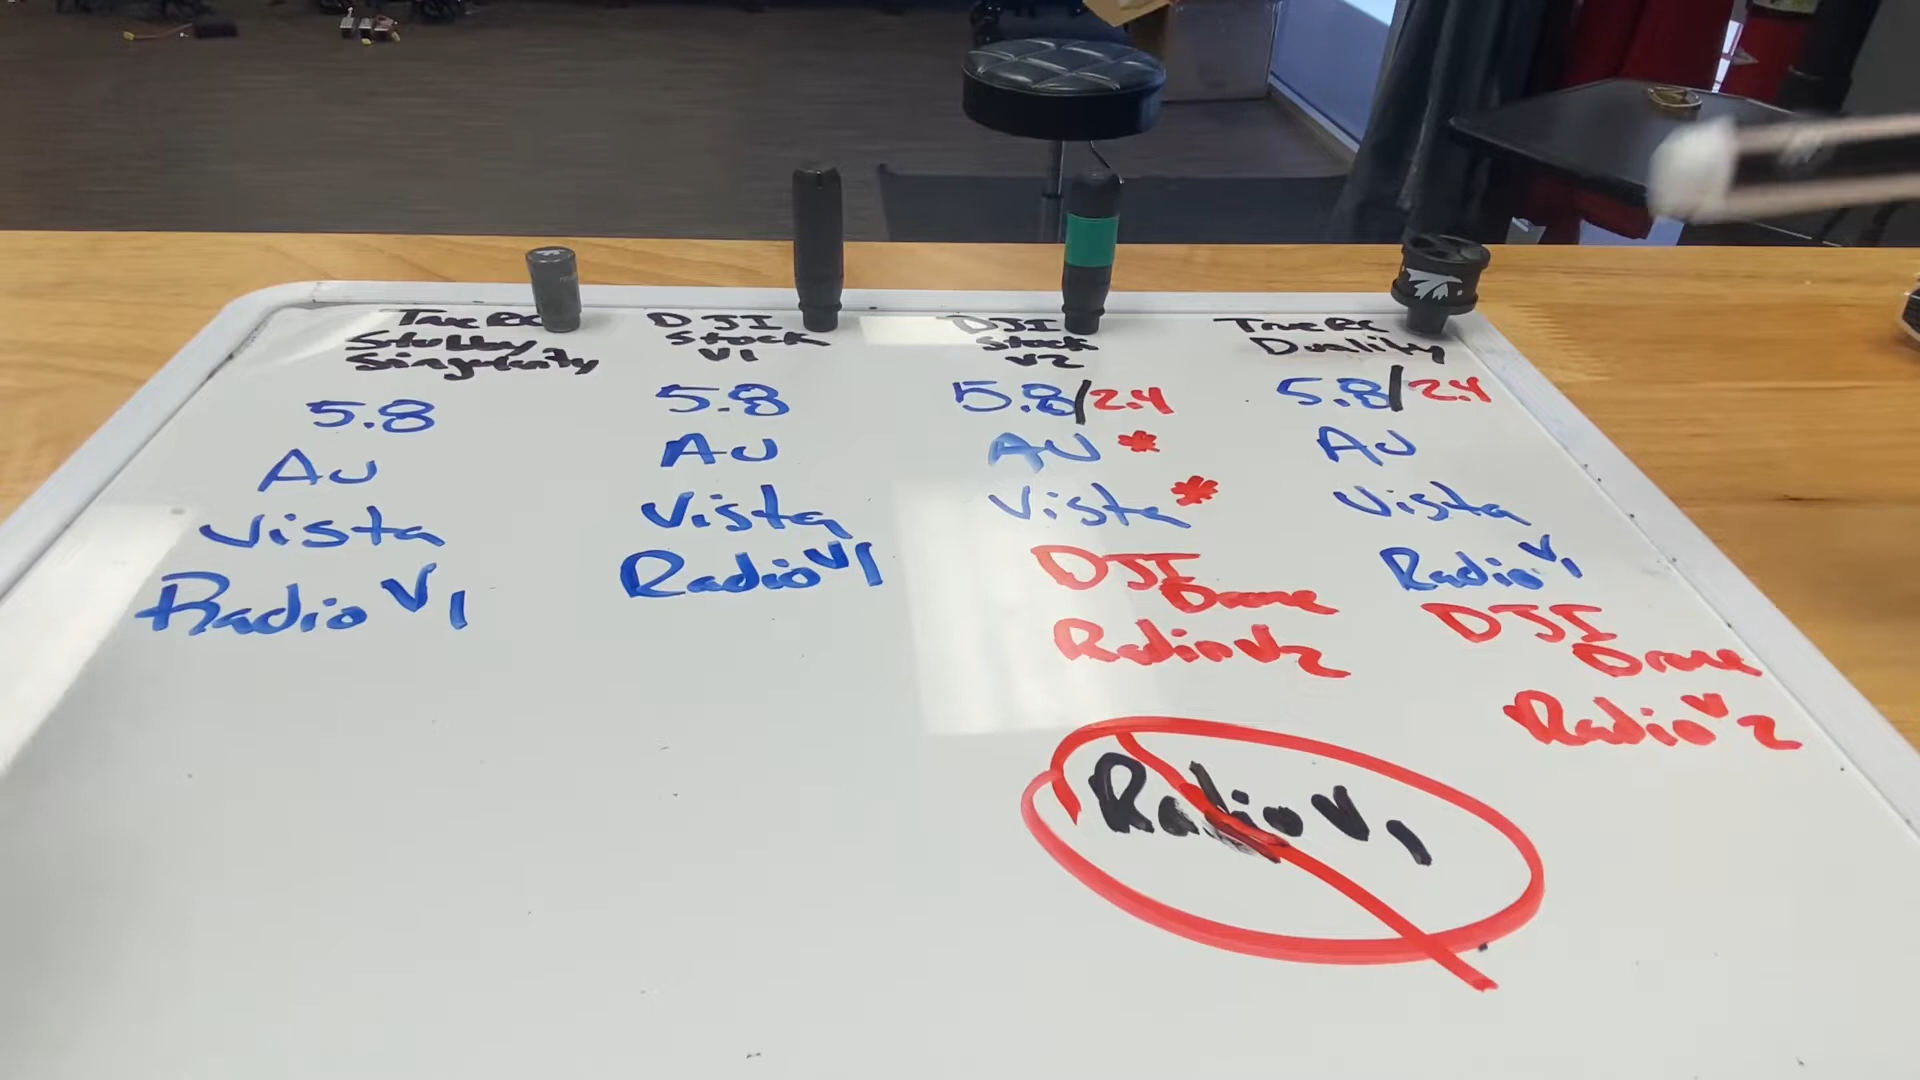 TrueRC
Stubby
Singularity
5.8
AU
Vista
Radio V1
DJI
Stock
V1
5.8
AU
Vista
Radio V1
DJI
Stock
V2
5.8/2.4
AU *
Vista *
DJI
Drone
Radio V2
Radio V1
TrueRC
Duality
5.8/2.4
AU
Vista
Radio V1
DJI
Drone
Radio V2